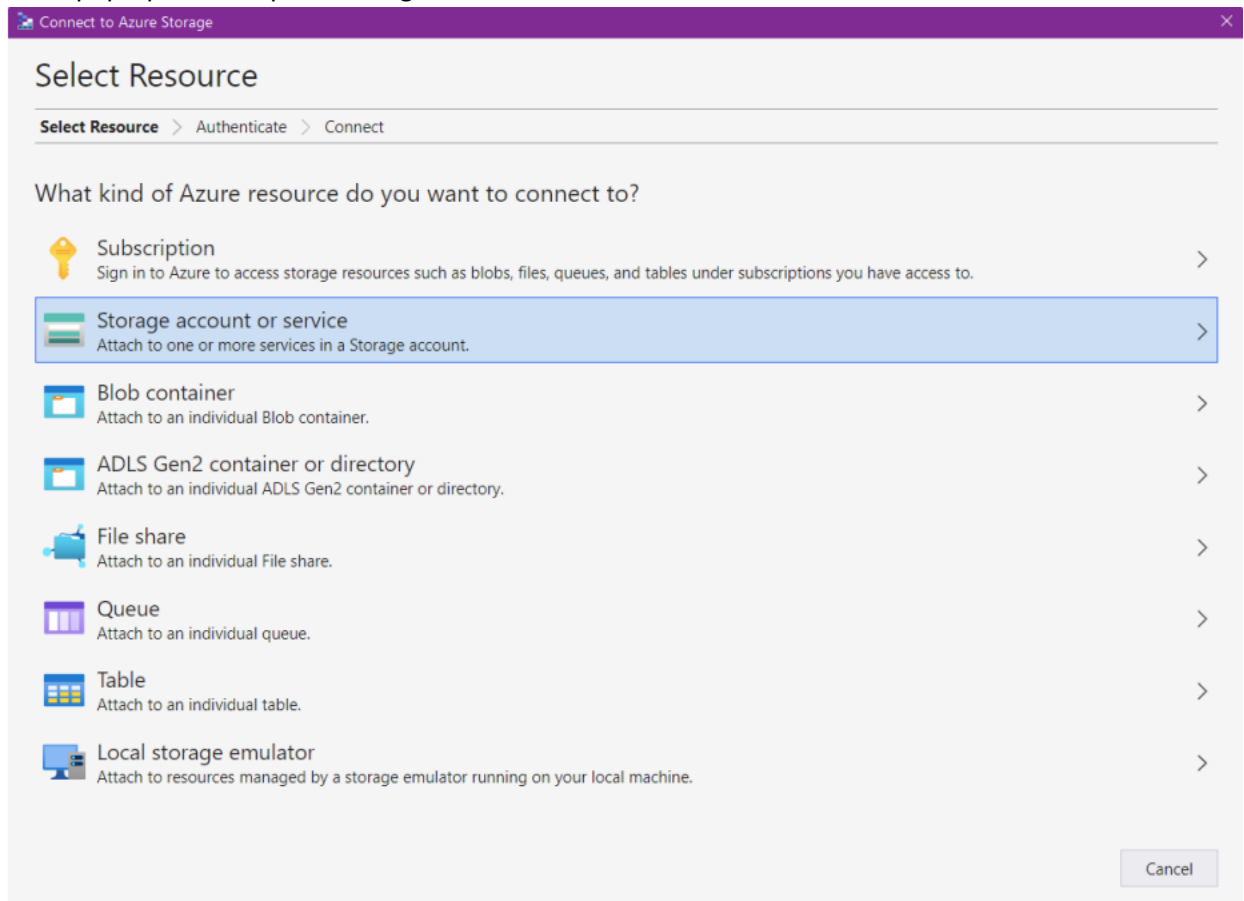 Connect to Azure Storage
Select Resource
Select Resource > Authenticate > Connect
What kind of Azure resource do you want to connect to?
Subscription
Sign in to Azure to access storage resources such as blobs, files, queues, and tables under subscriptions you have access to.
Storage account or service
Attach to one or more services in a Storage account.
Blob container
Attach to an individual Blob container.
ADLS Gen2 container or directory
Attach to an individual ADLS Gen2 container or directory.
File share
Attach to an individual File share.
Queue
Attach to an individual queue.
Table
Attach to an individual table.
Local storage emulator
Attach to resources managed by a storage emulator running on your local machine.
Cancel